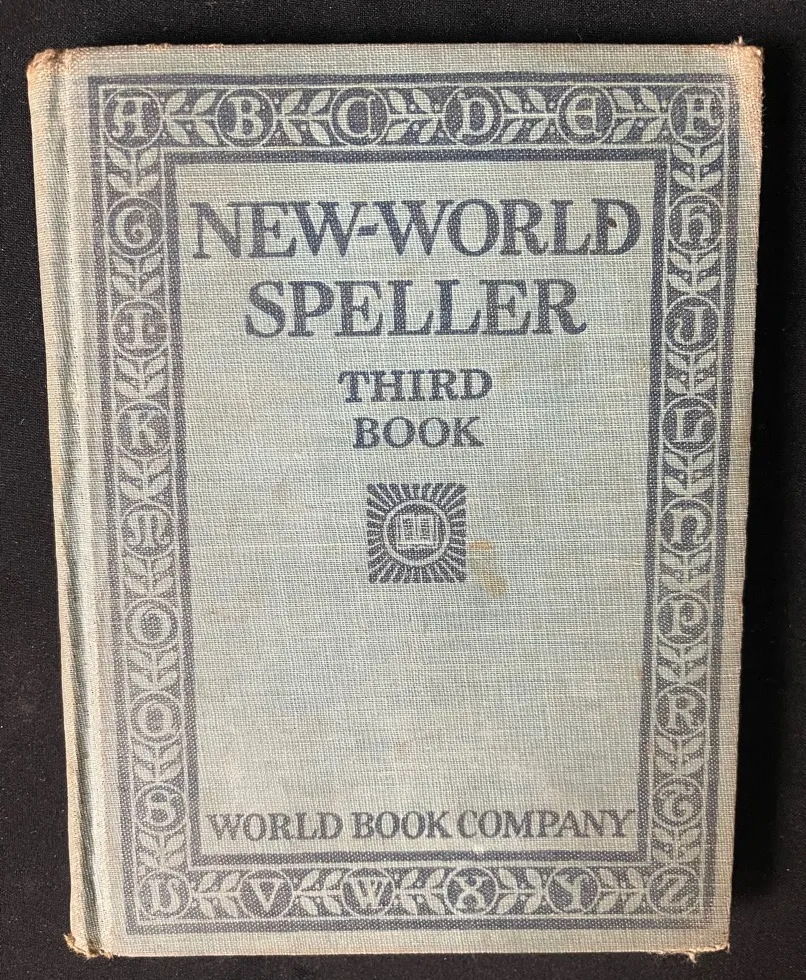 A B C D E F
G H
I J
K L
M N
O P
Q R
S T
U V W X Y Z
NEW-WORLD
SPELLER
THIRD
BOOK
WORLD BOOK COMPANY